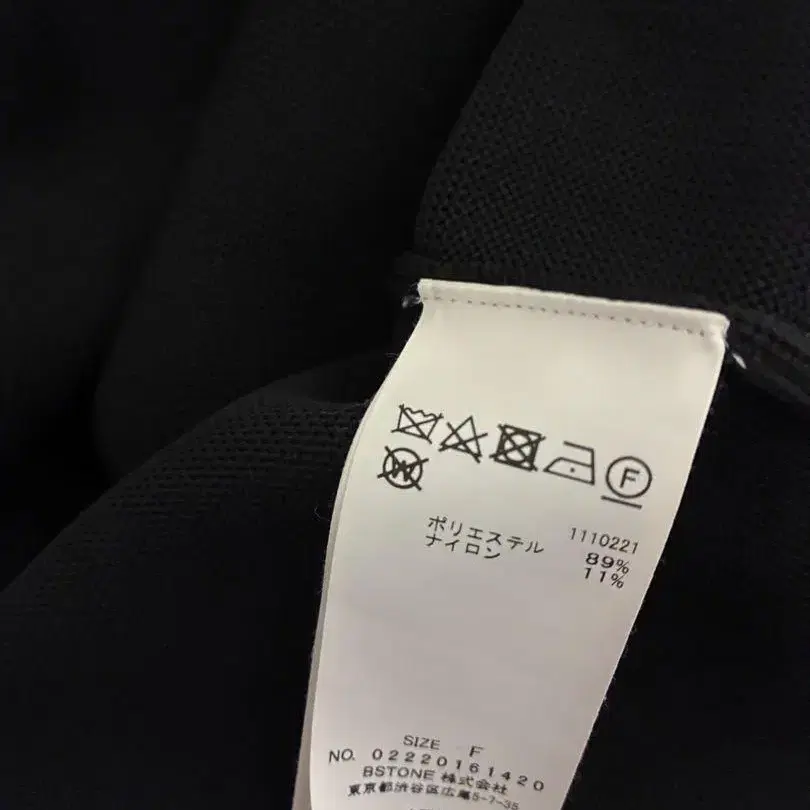 W
F
1110221
ポリエステル 89%
ナイロン 11%
SIZE F
NO. 02220161420
BSTONE 株式会社
東京都渋谷区広尾5-7-35